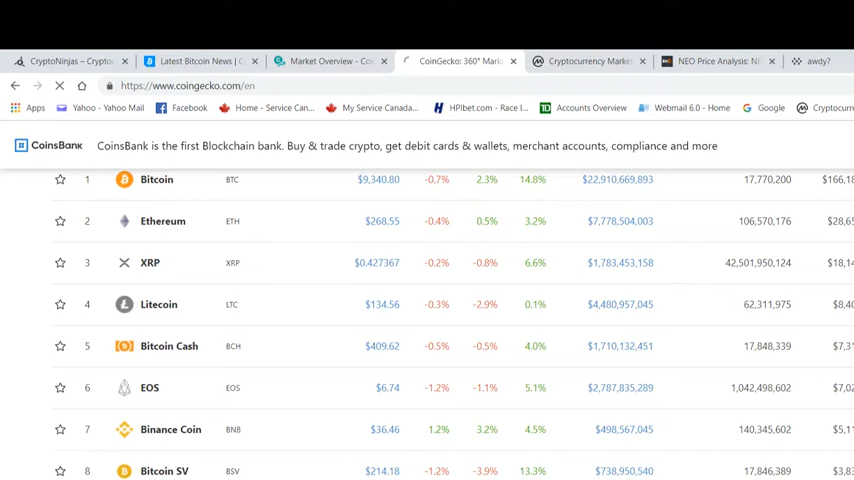 CryptoNinjas – Crypto
Latest Bitcoin News | C
Market Overview - Coi
CoinGecko: 360° Mark
Cryptocurrency Marke
NEO Price Analysis: NE
awdy?
https://www.coingecko.com/en
Apps Yahoo - Yahoo Mail Facebook Home - Service Can... My Service Canada... HPIbet.com - Race I... Accounts Overview Webmail 6.0 - Home Google Cryptocurre
CoinsBank CoinsBank is the first Blockchain bank. Buy & trade crypto, get debit cards & wallets, merchant accounts, compliance and more
1 Bitcoin BTC $9,340.80 -0.7% 2.3% 14.8% $22,910,669,893 17,770,200 $166,18
2 Ethereum ETH $268.55 -0.4% 0.5% 3.2% $7,778,504,003 106,570,176 $28,65
3 XRP XRP $0.427367 -0.2% -0.8% 6.6% $1,783,453,158 42,501,950,124 $18,14
4 Litecoin LTC $134.56 -0.3% -2.9% 0.1% $4,480,957,045 62,311,975 $8,40
5 Bitcoin Cash BCH $409.62 -0.5% -0.5% 4.0% $1,710,132,451 17,848,339 $7,31
6 EOS EOS $6.74 -1.2% -1.1% 5.1% $2,787,835,289 1,042,498,602 $7,02
7 Binance Coin BNB $36.46 1.2% 3.2% 4.5% $498,567,045 140,345,602 $5,11
8 Bitcoin SV BSV $214.18 -1.2% -3.9% 13.3% $738,950,540 17,846,389 $3,83